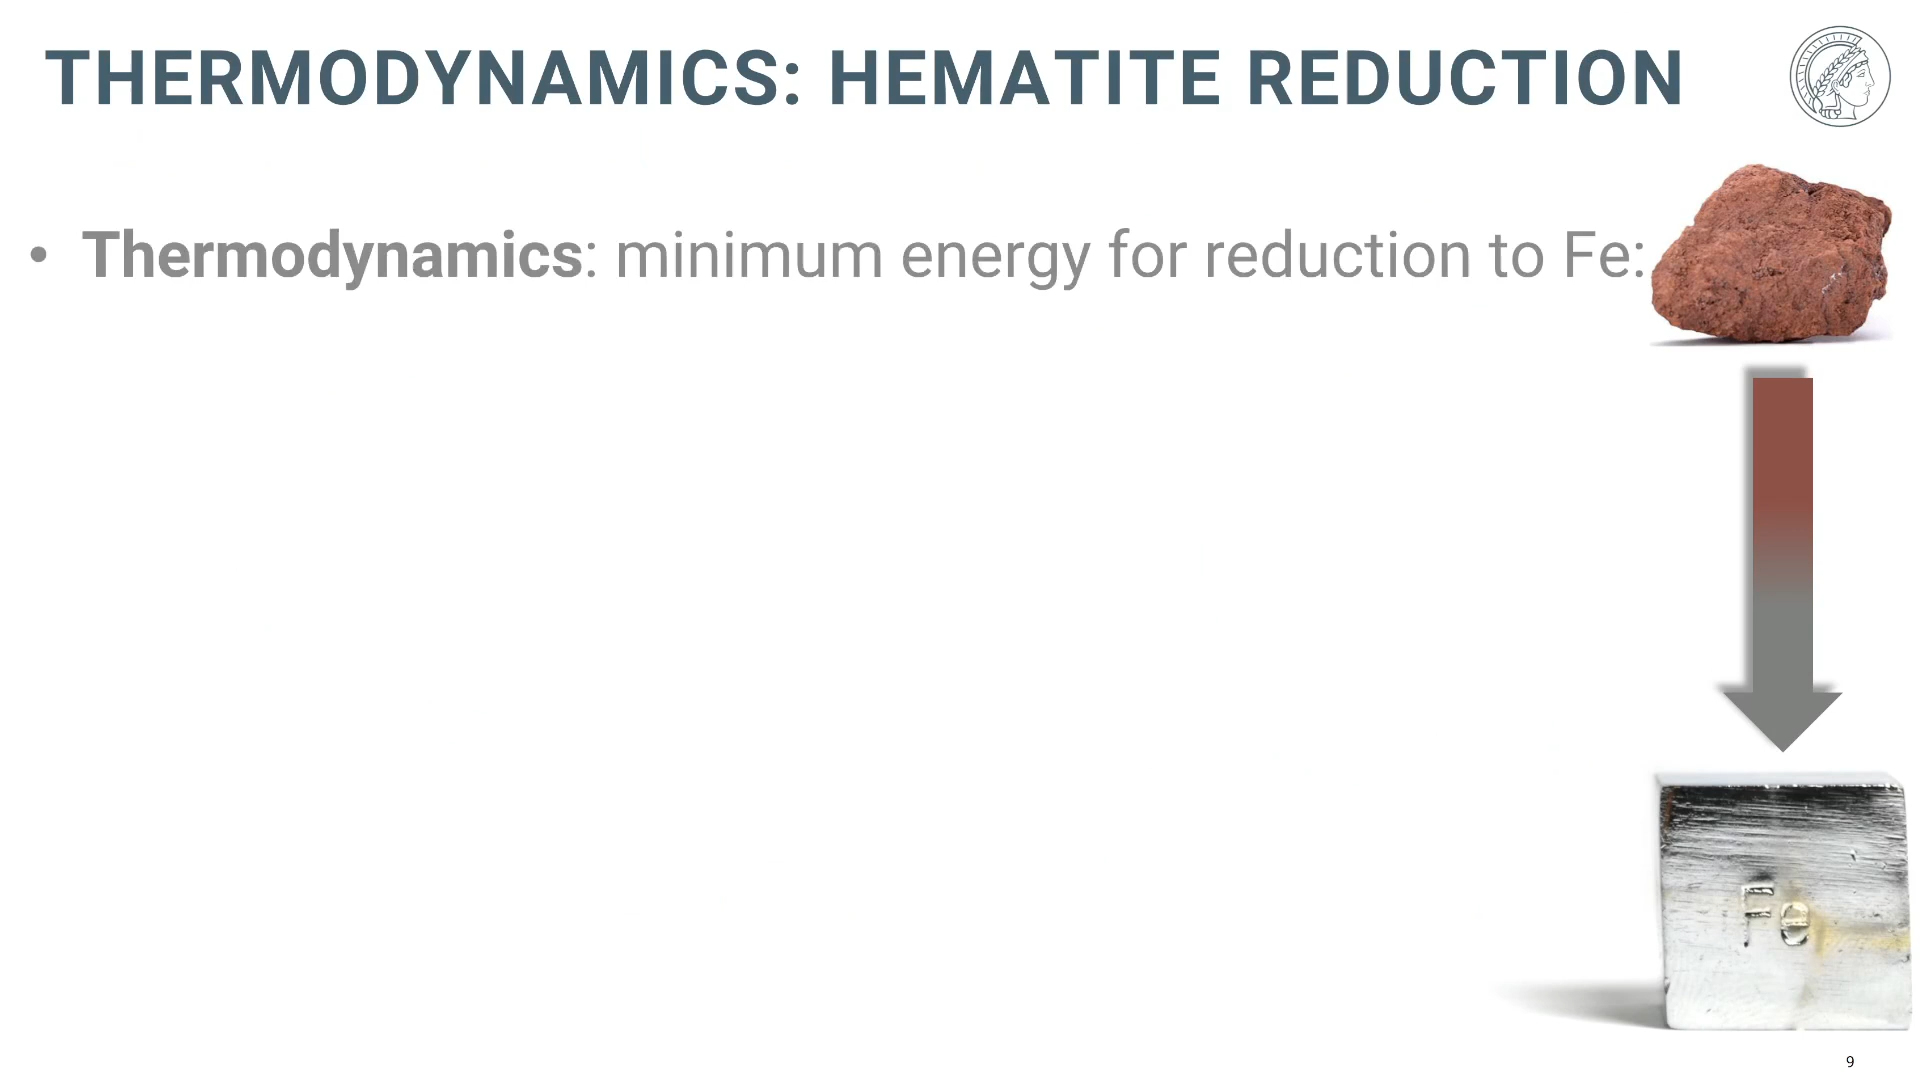 THERMODYNAMICS: HEMATITE REDUCTION
• Thermodynamics: minimum energy for reduction to Fe:
Fe
9